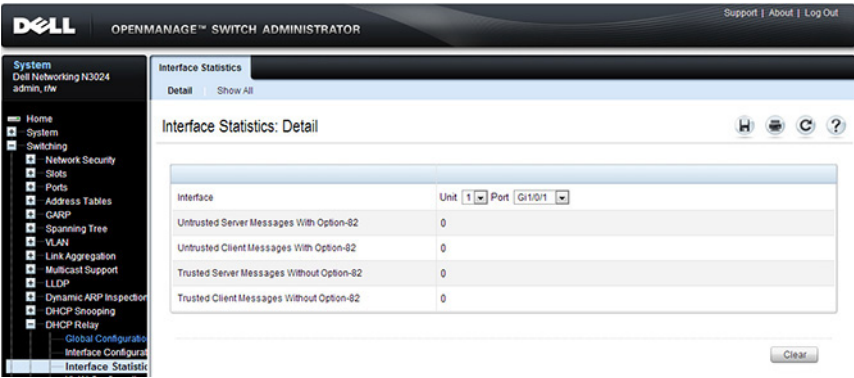 Support | About | Log Out
DELL OPENMANAGE™ SWITCH ADMINISTRATOR
System
Dell Networking N3024
admin, r/w
Home
System
Switching
Network Security
Slots
Ports
Address Tables
GARP
Spanning Tree
VLAN
Link Aggregation
Multicast Support
LLDP
Dynamic ARP Inspection
DHCP Snooping
DHCP Relay
Global Configuratio
Interface Configurat
Interface Statistic
Interface Statistics
Detail Show All
Interface Statistics: Detail
Interface Unit 1 Port Gi1/0/1
Untrusted Server Messages With Option-82 0
Untrusted Client Messages With Option-82 0
Trusted Server Messages Without Option-82 0
Trusted Client Messages Without Option-82 0
Clear